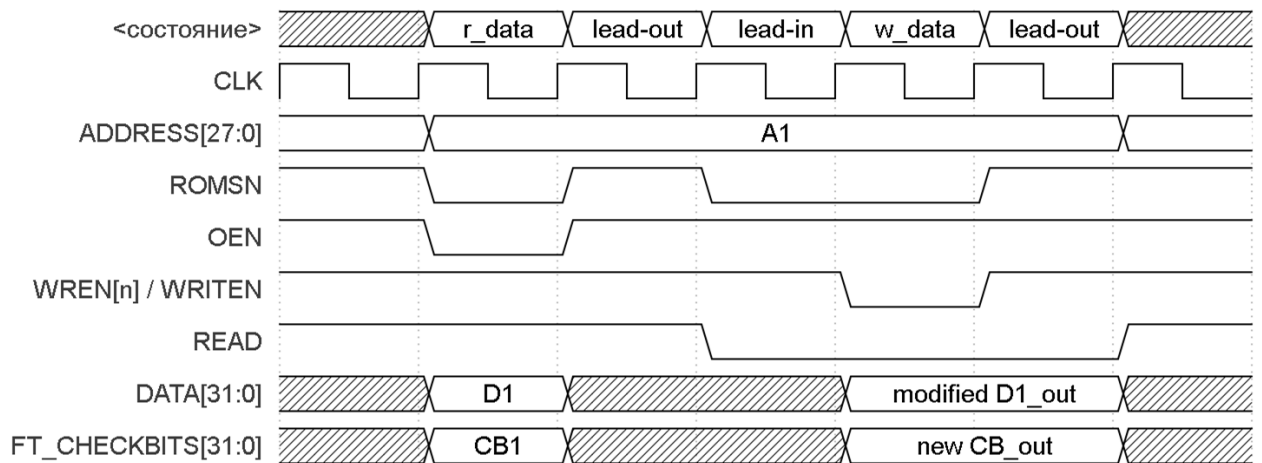 <состояние> r_data lead-out lead-in w_data lead-out
CLK
ADDRESS[27:0] A1
ROMSN
OEN
WREN[n] / WRITEN
READ
DATA[31:0] D1 modified D1_out
FT_CHECKBITS[31:0] CB1 new CB_out